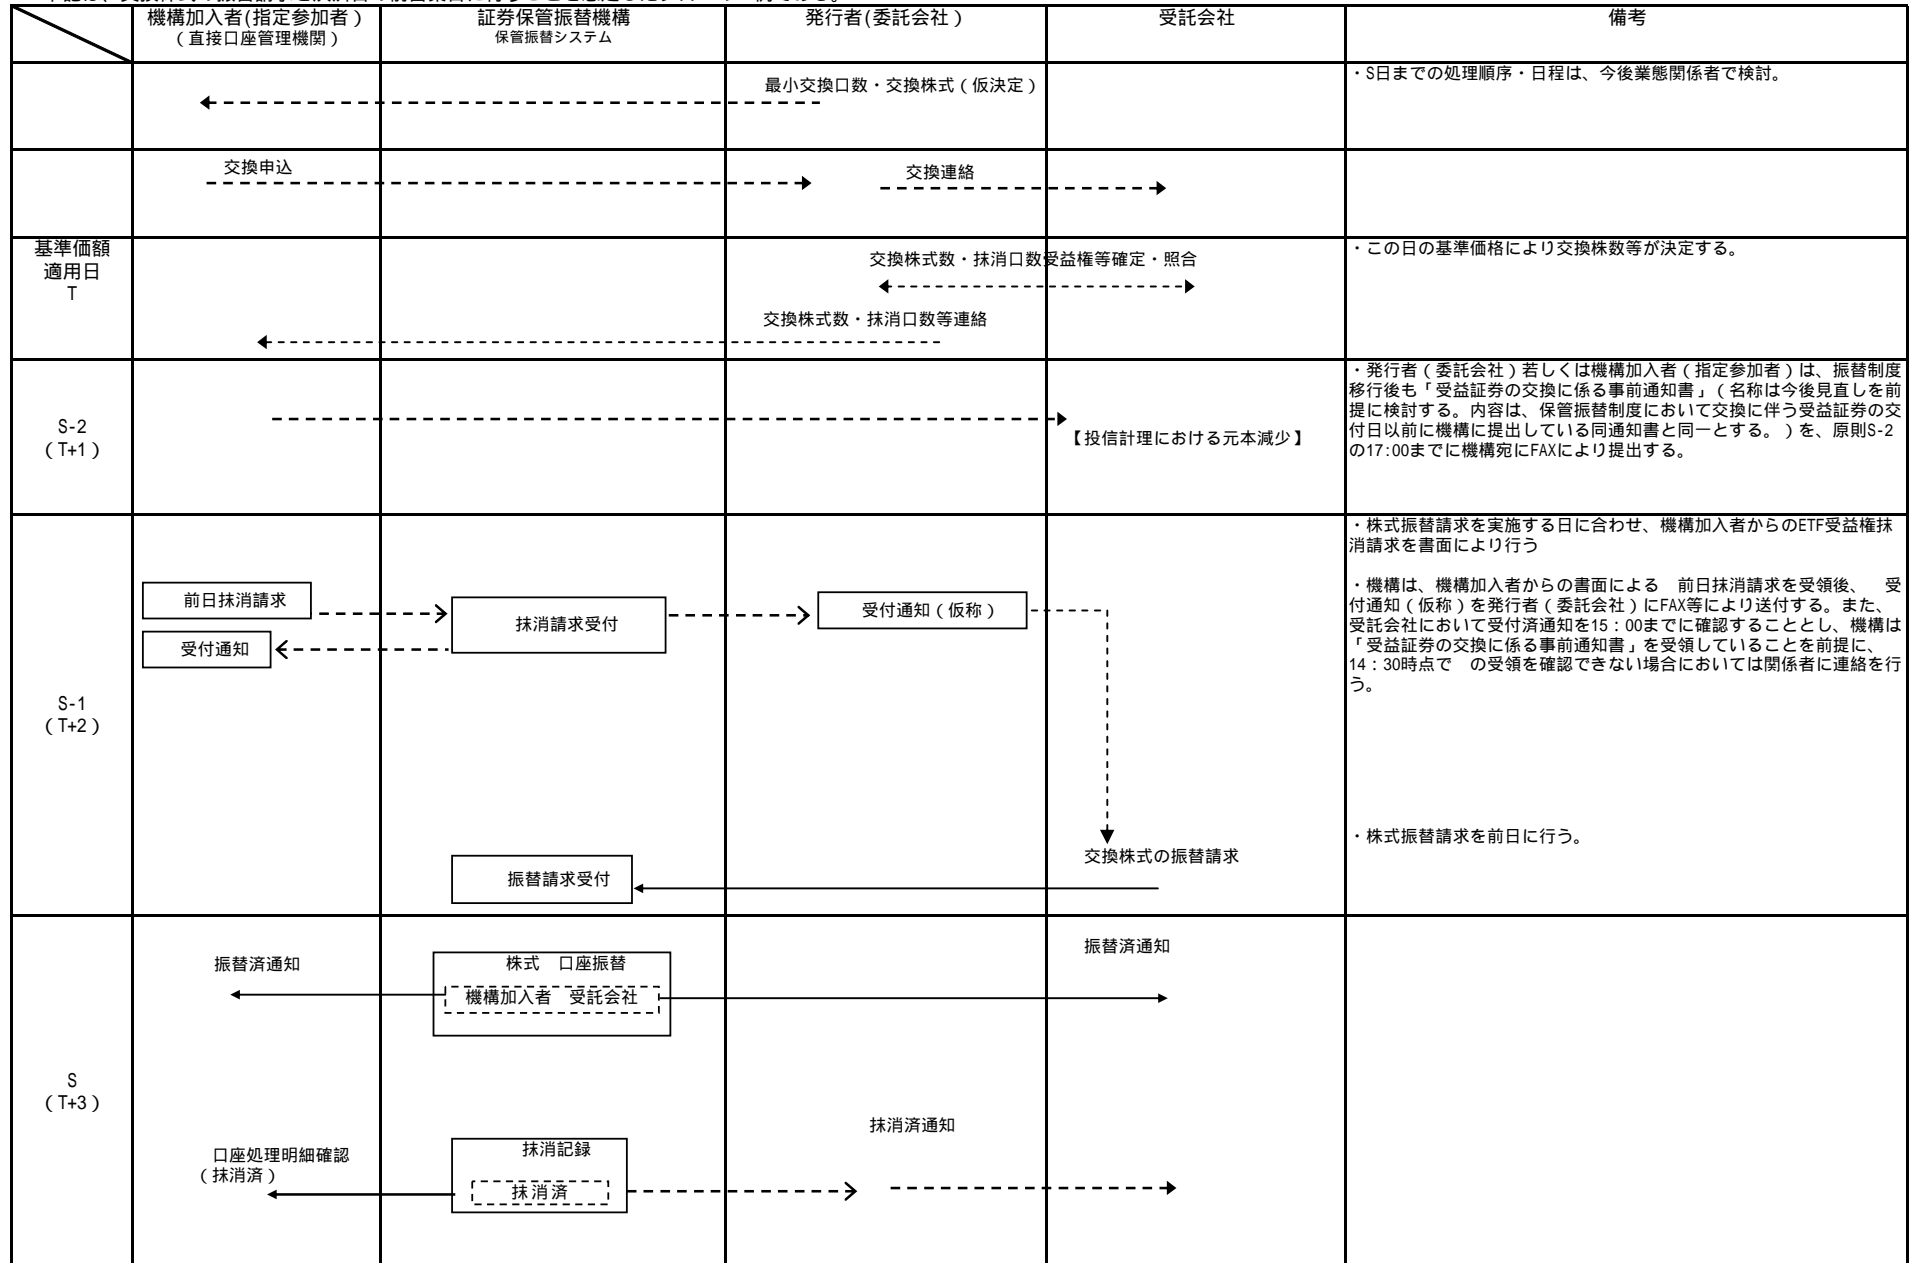 機構加入者(指定参加者)
(直接口座管理機関)
証券保管振替機構
保管振替システム
発行者(委託会社)
受託会社
備考
最小交換口数・交換株式(仮決定)
・S日までの処理順序・日程は、今後業態関係者で検討。
交換申込
交換連絡
基準価額
適用日
T
交換株式数・抹消口数受益権等確定・照合
交換株式数・抹消口数等連絡
・この日の基準価格により交換株数等が決定する。
S-2
(T+1)
【投信計理における元本減少】
・発行者(委託会社)若しくは機構加入者(指定参加者)は、振替制度
移行後も「受益証券の交換に係る事前通知書」(名称は今後見直しを前
提に検討する。内容は、保管振替制度において交換に伴う受益証券の交
付日以前に機構に提出している同通知書と同一とする。)を、原則S-2
の17:00までに機構宛にFAXにより提出する。
S-1
(T+2)
前日抹消請求
受付通知
抹消請求受付
受付通知(仮称)
交換株式の振替請求
振替請求受付
・株式振替請求を実施する日に合わせ、機構加入者からのETF受益権抹
消請求を書面により行う
・機構は、機構加入者からの書面による 前日抹消請求を受領後、 受
付通知(仮称)を発行者(委託会社)にFAX等により送付する。また、
受託会社において受付済通知を15:00までに確認することとし、機構は
「受益証券の交換に係る事前通知書」を受領していることを前提に、
14:30時点で の受領を確認できない場合においては関係者に連絡を行
う。
・株式振替請求を前日に行う。
S
(T+3)
振替済通知
株式 口座振替
機構加入者 受託会社
振替済通知
口座処理明細確認
(抹消済)
抹消記録
抹消済
抹消済通知